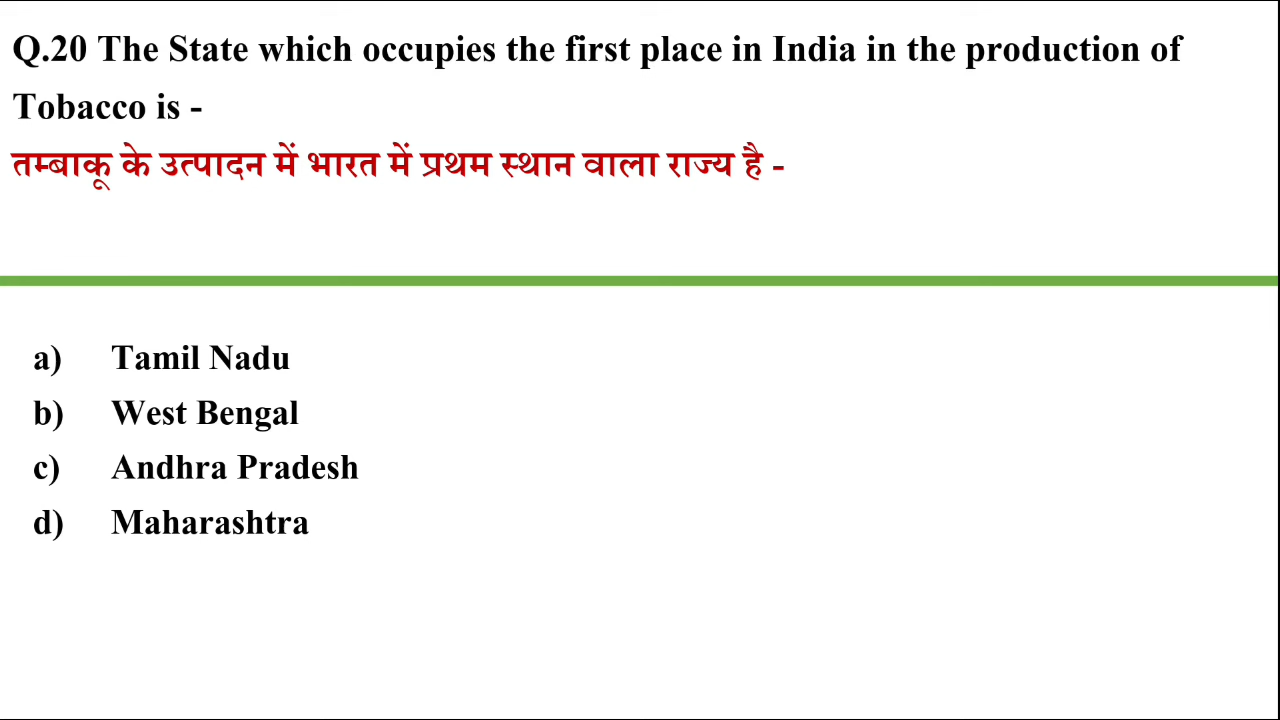 Q.20 The State which occupies the first place in India in the production of
Tobacco is -
तम्बाकू के उत्पादन में भारत में प्रथम स्थान वाला राज्य है -
a) Tamil Nadu
b) West Bengal
c) Andhra Pradesh
d) Maharashtra